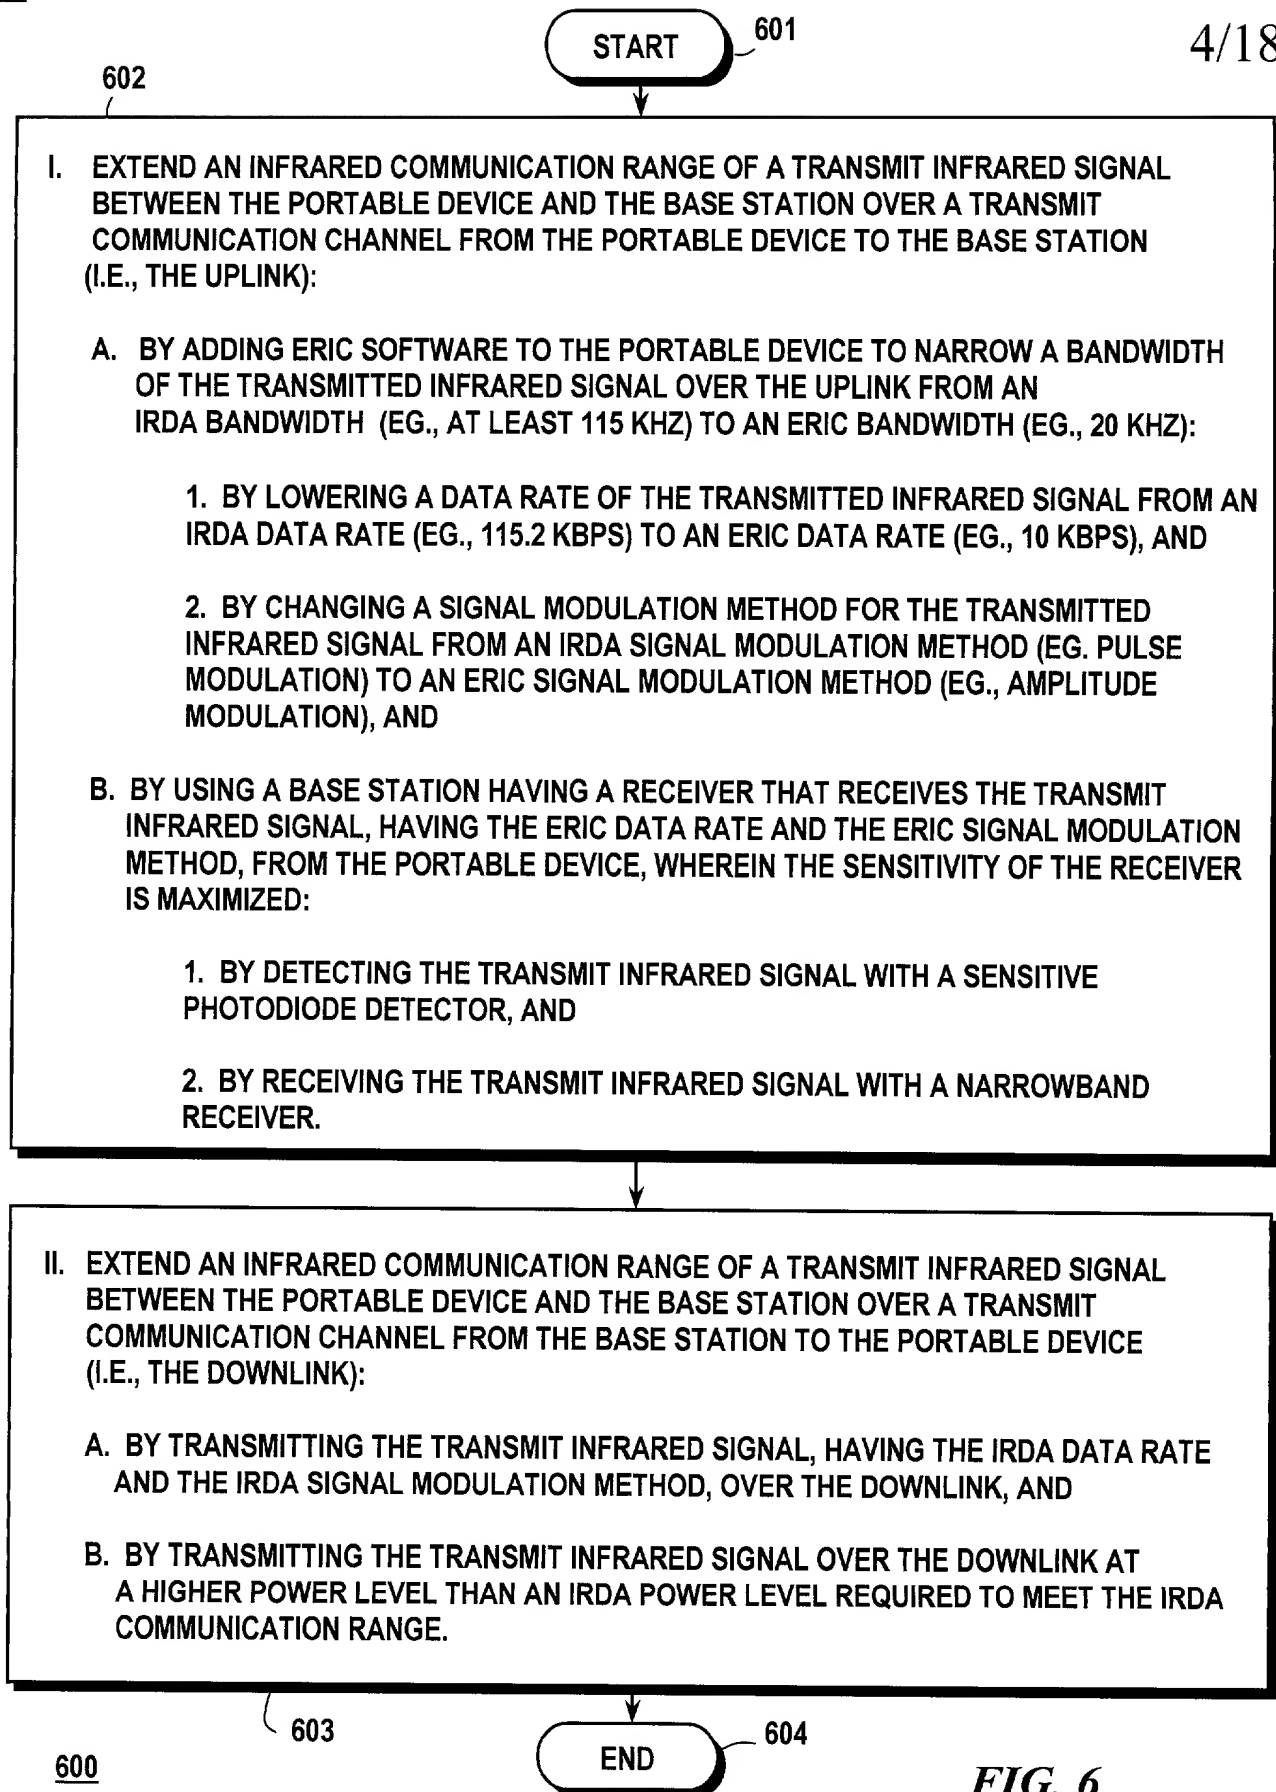 START
601
4/18
602
I. EXTEND AN INFRARED COMMUNICATION RANGE OF A TRANSMIT INFRARED SIGNAL
BETWEEN THE PORTABLE DEVICE AND THE BASE STATION OVER A TRANSMIT
COMMUNICATION CHANNEL FROM THE PORTABLE DEVICE TO THE BASE STATION
(I.E., THE UPLINK):
A. BY ADDING ERIC SOFTWARE TO THE PORTABLE DEVICE TO NARROW A BANDWIDTH
OF THE TRANSMITTED INFRARED SIGNAL OVER THE UPLINK FROM AN
IRDA BANDWIDTH (EG., AT LEAST 115 KHZ) TO AN ERIC BANDWIDTH (EG., 20 KHZ):
1. BY LOWERING A DATA RATE OF THE TRANSMITTED INFRARED SIGNAL FROM AN
IRDA DATA RATE (EG., 115.2 KBPS) TO AN ERIC DATA RATE (EG., 10 KBPS), AND
2. BY CHANGING A SIGNAL MODULATION METHOD FOR THE TRANSMITTED
INFRARED SIGNAL FROM AN IRDA SIGNAL MODULATION METHOD (EG. PULSE
MODULATION) TO AN ERIC SIGNAL MODULATION METHOD (EG., AMPLITUDE
MODULATION), AND
B. BY USING A BASE STATION HAVING A RECEIVER THAT RECEIVES THE TRANSMIT
INFRARED SIGNAL, HAVING THE ERIC DATA RATE AND THE ERIC SIGNAL MODULATION
METHOD, FROM THE PORTABLE DEVICE, WHEREIN THE SENSITIVITY OF THE RECEIVER
IS MAXIMIZED:
1. BY DETECTING THE TRANSMIT INFRARED SIGNAL WITH A SENSITIVE
PHOTODIODE DETECTOR, AND
2. BY RECEIVING THE TRANSMIT INFRARED SIGNAL WITH A NARROWBAND
RECEIVER.
II. EXTEND AN INFRARED COMMUNICATION RANGE OF A TRANSMIT INFRARED SIGNAL
BETWEEN THE PORTABLE DEVICE AND THE BASE STATION OVER A TRANSMIT
COMMUNICATION CHANNEL FROM THE BASE STATION TO THE PORTABLE DEVICE
(I.E., THE DOWNLINK):
A. BY TRANSMITTING THE TRANSMIT INFRARED SIGNAL, HAVING THE IRDA DATA RATE
AND THE IRDA SIGNAL MODULATION METHOD, OVER THE DOWNLINK, AND
B. BY TRANSMITTING THE TRANSMIT INFRARED SIGNAL OVER THE DOWNLINK AT
A HIGHER POWER LEVEL THAN AN IRDA POWER LEVEL REQUIRED TO MEET THE IRDA
COMMUNICATION RANGE.
603
END
604
600
FIG. 6